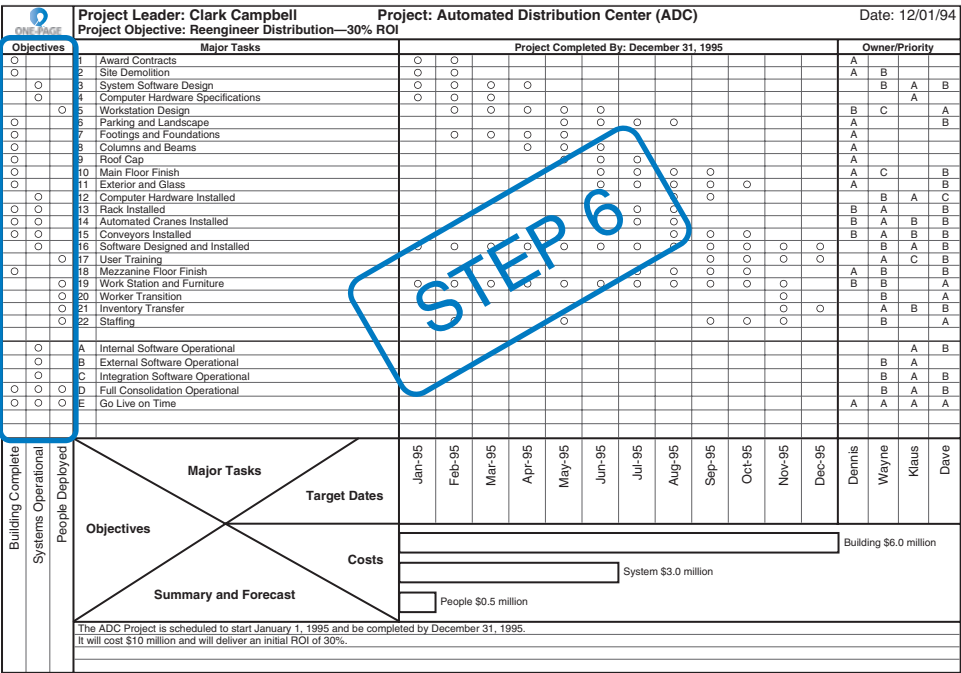 Project Leader: Clark Campbell Project: Automated Distribution Center (ADC) Date: 12/01/94
ONE-PAGE Project Objective: Reengineer Distribution—30% ROI
Objectives Major Tasks Project Completed By: December 31, 1995 Owner/Priority
1 Award Contracts A
2 Site Demolition A B
3 System Software Design B A B
4 Computer Hardware Specifications A
5 Workstation Design B C A
6 Parking and Landscape A B
7 Footings and Foundations A
8 Columns and Beams A
9 Roof Cap A
10 Main Floor Finish A C B
11 Exterior and Glass A B
12 Computer Hardware Installed B A C
13 Rack Installed B A B
14 Automated Cranes Installed B A B B
15 Conveyors Installed B A B B
16 Software Designed and Installed B A B
17 User Training A C B
18 Mezzanine Floor Finish A B B
19 Work Station and Furniture B B A
20 Worker Transition B A
21 Inventory Transfer A B B
22 Staffing B A
A Internal Software Operational A B
B External Software Operational B A
C Integration Software Operational B A B
D Full Consolidation Operational B A B
E Go Live on Time A A A A
STEP 6
Building Complete
Systems Operational
People Deployed
Major Tasks
Target Dates
Objectives
Costs
Summary and Forecast
Jan-95 Feb-95 Mar-95 Apr-95 May-95 Jun-95 Jul-95 Aug-95 Sep-95 Oct-95 Nov-95 Dec-95 Dennis Wayne Klaus Dave
Building $6.0 million
System $3.0 million
People $0.5 million
The ADC Project is scheduled to start January 1, 1995 and be completed by December 31, 1995.
It will cost $10 million and will deliver an initial ROI of 30%.